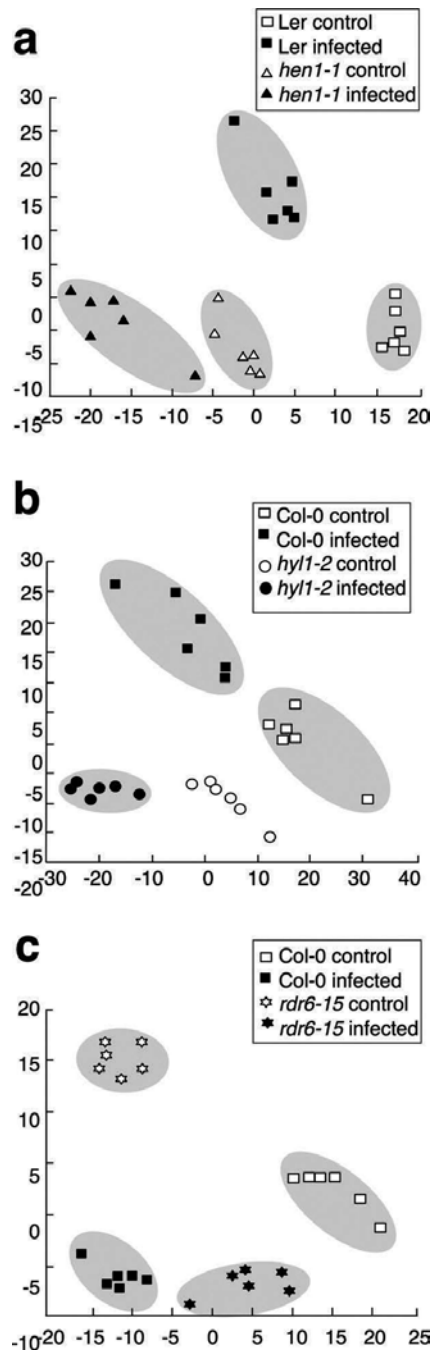 a
Ler control
Ler infected
hen1-1 control
hen1-1 infected
30
25
20
15
10
5
0
-5
-10
-15
-25 -20 -15 -10 -5 0 5 10 15 20
b
Col-0 control
Col-0 infected
hyl1-2 control
hyl1-2 infected
30
25
20
15
10
5
0
-5
-10
-15
-20
-30 -20 -10 0 10 20 30 40
c
Col-0 control
Col-0 infected
rdr6-15 control
rdr6-15 infected
20
15
10
5
0
-5
-10
-20 -15 -10 -5 0 5 10 15 20 25